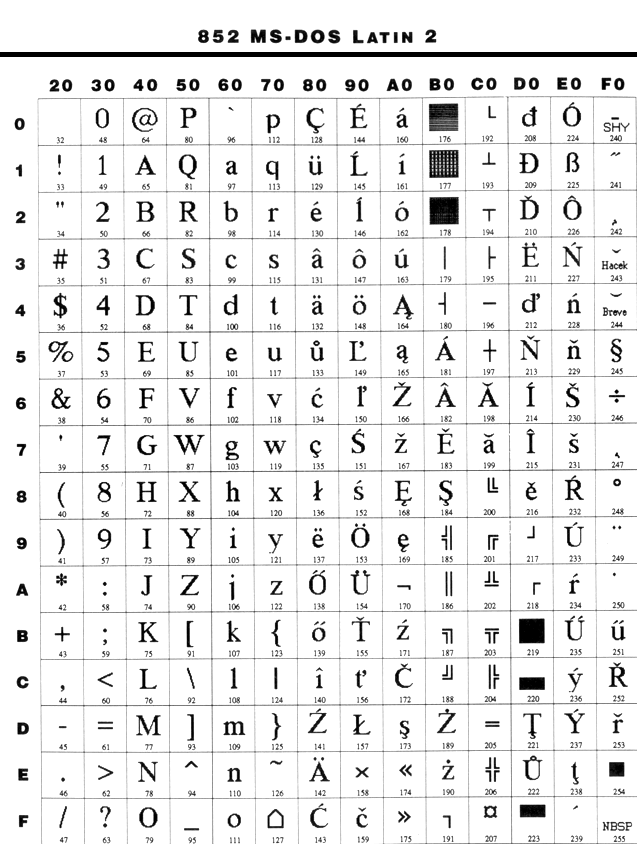 852 MS-DOS LATIN 2
20 30 40 50 60 70 80 90 A0 B0 C0 D0 E0 F0
0 0 @ P ` p Ç É á ▒ └ đ Ó - SHY
32 48 64 80 96 112 128 144 160 176 192 208 224 240
1 ! 1 A Q a q ü Ĺ í ▒ ┴ Đ ß ˝
33 49 65 81 97 113 129 145 161 177 193 209 225 241
2 " 2 B R b r é ĺ ó ▓ ┬ Ď Ô ˛
34 50 66 82 98 114 130 146 162 178 194 210 226 242
3 # 3 C S c s â ô ú │ ├ Ë Ń ˇ Hacek
35 51 67 83 99 115 131 147 163 179 195 211 227 243
4 $ 4 D T d t ä ö Ą ┤ ─ ď ń ˘ Breve
36 52 68 84 100 116 132 148 164 180 196 212 228 244
5 % 5 E U e u ů Ľ ą Á ┼ Ň ň §
37 53 69 85 101 117 133 149 165 181 197 213 229 245
6 & 6 F V f v ć ľ Ž Â Ă Í Š ÷
38 54 70 86 102 118 134 150 166 182 198 214 230 246
7 ' 7 G W g w ç Ś ž Ě ă Î š ¸
39 55 71 87 103 119 135 151 167 183 199 215 231 247
8 ( 8 H X h x ł ś Ę Ş ╚ ě Ŕ °
40 56 72 88 104 120 136 152 168 184 200 216 232 248
9 ) 9 I Y i y ë Ö ę ╣ ╔ ┘ Ú ¨
41 57 73 89 105 121 137 153 169 185 201 217 233 249
A * : J Z j z Ő Ü ¬ ║ ╩ ┌ ŕ ˙
42 58 74 90 106 122 138 154 170 186 202 218 234 250
B + ; K [ k { ő Ť ź ╗ ╦ █ Ű ű
43 59 75 91 107 123 139 155 171 187 203 219 235 251
C , < L \ l | î ť Č ╝ ╠ ▄ ý Ř
44 60 76 92 108 124 140 156 172 188 204 220 236 252
D - = M ] m } Ź Ł ş Ż ═ Ţ Ý ř
45 61 77 93 109 125 141 157 173 189 205 221 237 253
E . > N ^ n ~ Ä × « ż ╬ Ů ţ ■
46 62 78 94 110 126 142 158 174 190 206 222 238 254
F / ? O _ o ⌂ Ć č » ┐ ¤ ▀ ´ NBSP
47 63 79 95 111 127 143 159 175 191 207 223 239 255